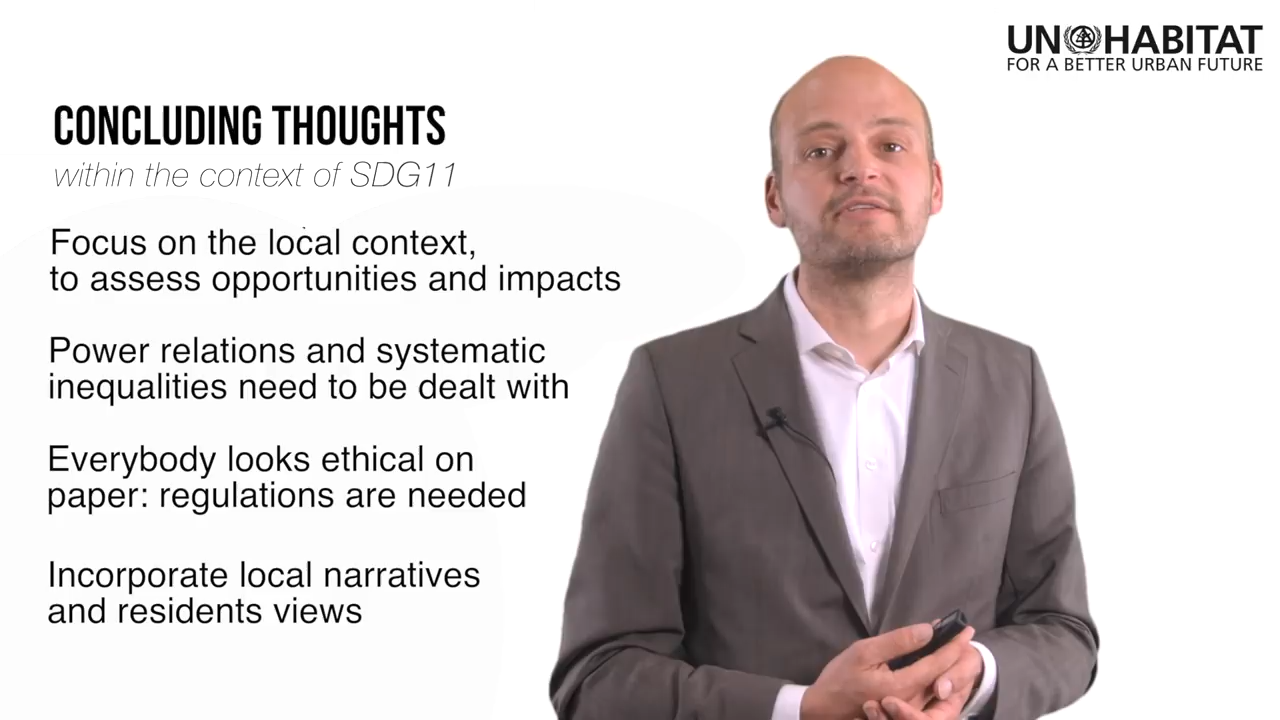 UN HABITAT
FOR A BETTER URBAN FUTURE
CONCLUDING THOUGHTS
within the context of SDG11
Focus on the local context,
to assess opportunities and impacts
Power relations and systematic
inequalities need to be dealt with
Everybody looks ethical on
paper: regulations are needed
Incorporate local narratives
and residents views